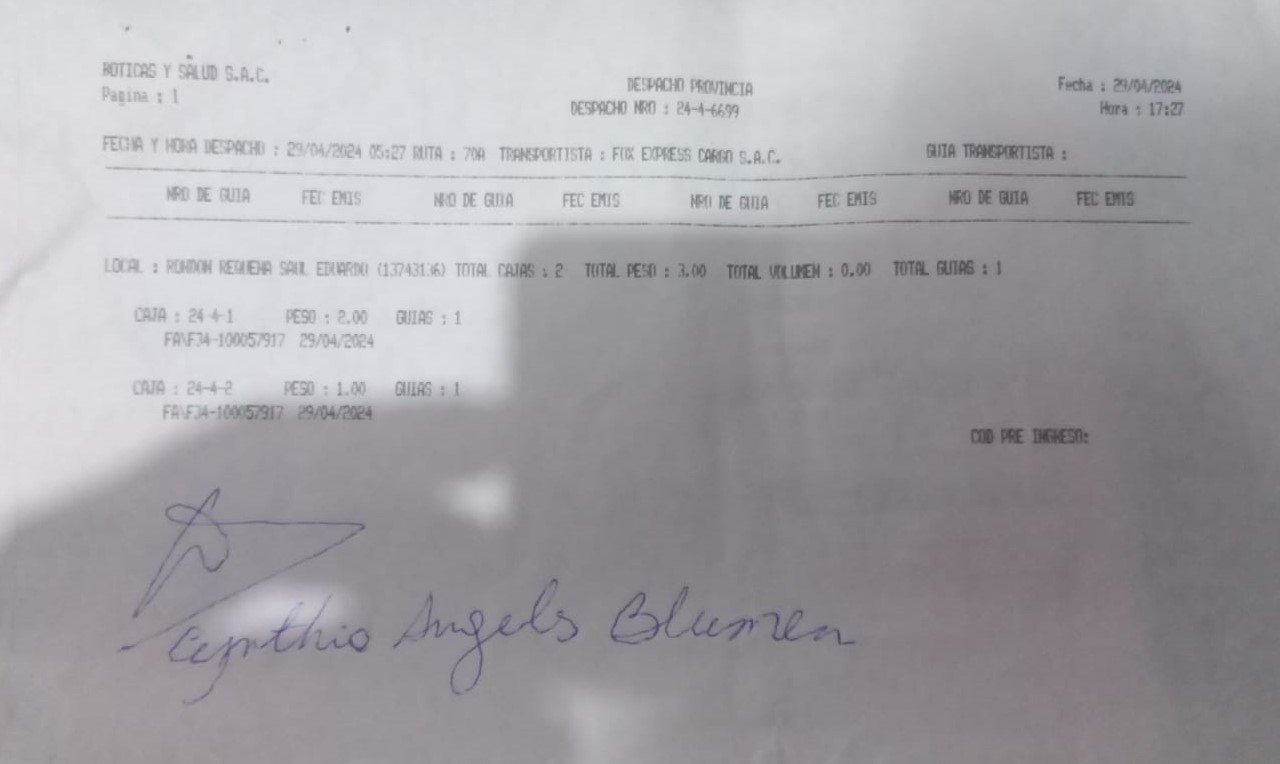 BOTICAS Y SALUD S.A.C.
Pagina : 1
DESPACHO PROVINCIA
DESPACHO NRO : 24-4-6699
Fecha : 29/04/2024
Hora : 17:27
FECHA Y HORA DESPACHO : 29/04/2024 05:27 RUTA : 70A TRANSPORTISTA : FOX EXPRESS CARGO S.A.C. GUIA TRANSPORTISTA :
NRO DE GUIA FEC EMIS NRO DE GUIA FEC EMIS NRO DE GUIA FEC EMIS NRO DE GUIA FEC EMIS
LOCAL : RONDON REQUENA SAUL EDUARDO (13743136) TOTAL CAJAS : 2 TOTAL PESO : 3.00 TOTAL VOLUMEN : 0.00 TOTAL GUIAS : 1
CAJA : 24-4-1 PESO : 2.00 GUIAS : 1
FA\F34-100057917 29/04/2024
CAJA : 24-4-2 PESO : 1.00 GUIAS : 1
FA\F34-100057917 29/04/2024
COD PRE INGRESO:
Cynthia Angels Blumen